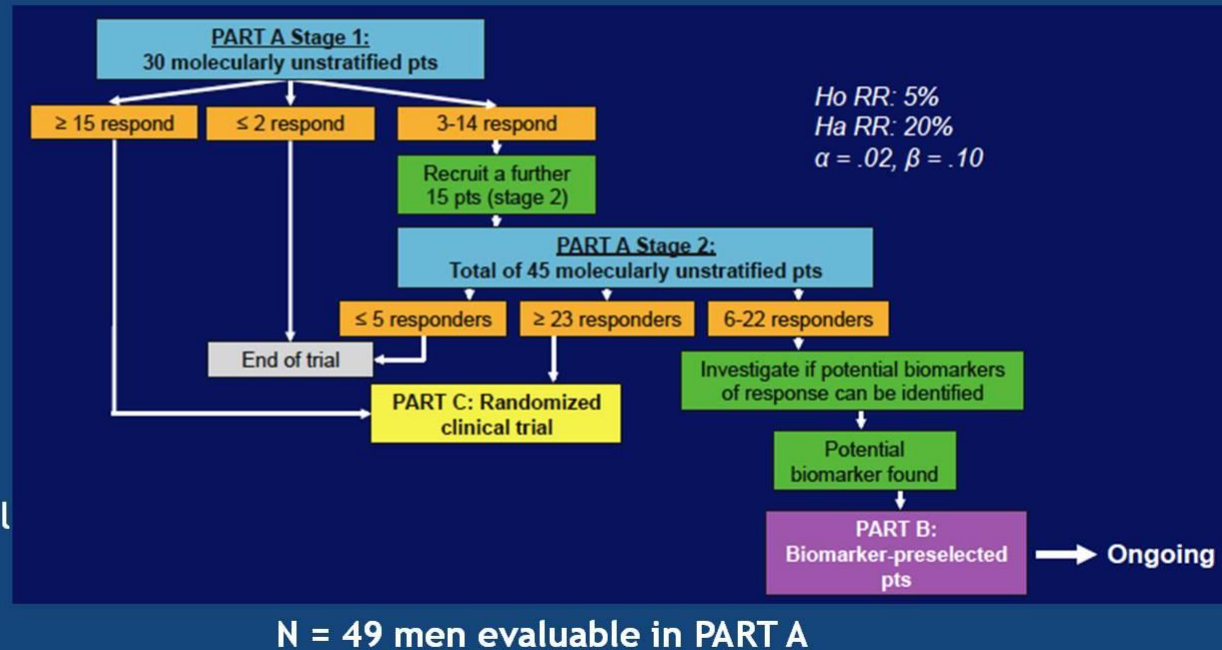 PART A Stage 1:
30 molecularly unstratified pts
≥ 15 respond
≤ 2 respond
3-14 respond
Ho RR: 5%
Ha RR: 20%
α = .02, β = .10
Recruit a further
15 pts (stage 2)
PART A Stage 2:
Total of 45 molecularly unstratified pts
≤ 5 responders
≥ 23 responders
6-22 responders
End of trial
Investigate if potential biomarkers
of response can be identified
PART C: Randomized
clinical trial
Potential
biomarker found
l
PART B:
Biomarker-preselected
pts
Ongoing
N = 49 men evaluable in PART A